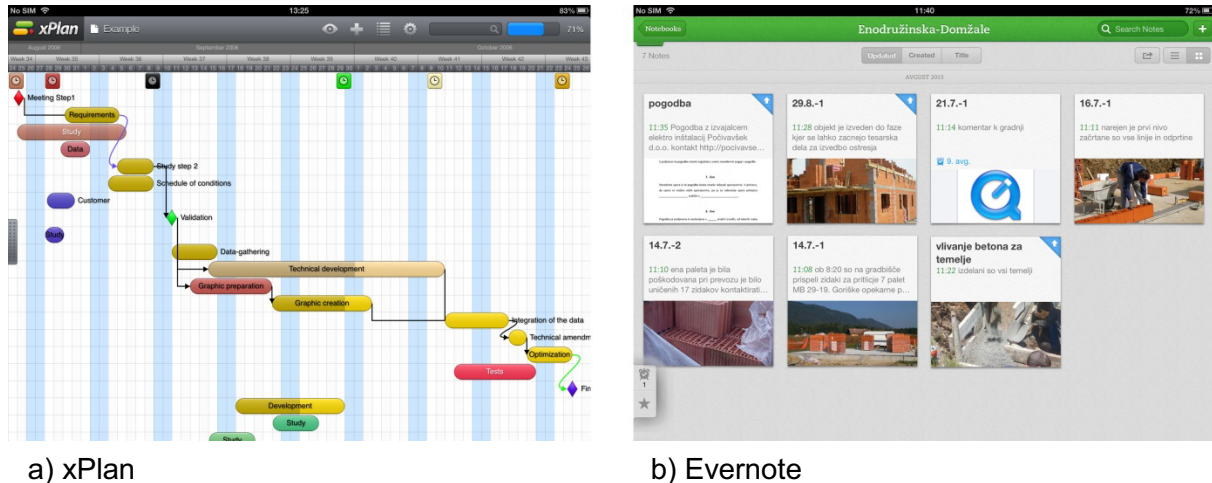 No SIM 13:25 83%
xPlan Example 71%
August 2008 September 2008 October 2008
Week 34 Week 35 Week 36 Week 37 Week 38 Week 39 Week 40 Week 41 Week 42 Week 43
Meeting Step1
Requirements
Study
Data
Study step 2
Schedule of conditions
Customer
Validation
Study
Data-gathering
Technical development
Graphic preparation
Graphic creation
Integration of the data
Technical amendm
Optimization
Tests
Fin
Development
Study
Study
a) xPlan
No SIM 11:40 72%
Notebooks Enodružinska-Domžale Search Notes
7 Notes Updated Created Title
AUGUST 2013
pogodba
11:35 Pogodba z izvajalcem
elektro inštalacij Počivavšek
d.o.o. kontakt http://pocivavse...
29.8.-1
11:28 objekt je izveden do faze
kjer se lahko zacnejo tesarska
dela za izvedbo ostresja
21.7.-1
11:14 komentar k gradnji
9. avg.
16.7.-1
11:11 narejen je prvi nivo
začrtane so vse linije in odprtine
14.7.-2
11:10 ena paleta je bila
poškodovana pri prevozu je bilo
uničenih 17 zidakov kontaktirati...
14.7.-1
11:08 ob 8:20 so na gradbišče
prispeli zidaki za pritlicje 7 palet
MB 29-19. Goriške opekarne p...
vlivanje betona za
temelje
11:22 izdelani so vsi temelji
1
b) Evernote